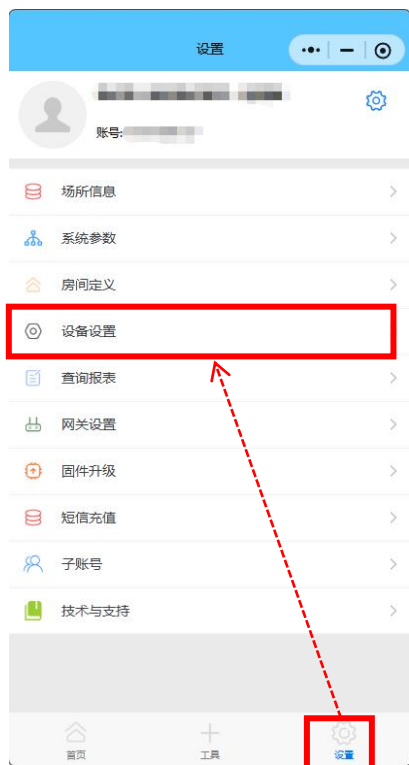 设置
账号:
场所信息
系统参数
房间定义
设备设置
查询报表
网关设置
固件升级
短信充值
子账号
技术与支持
首页
工具
设置